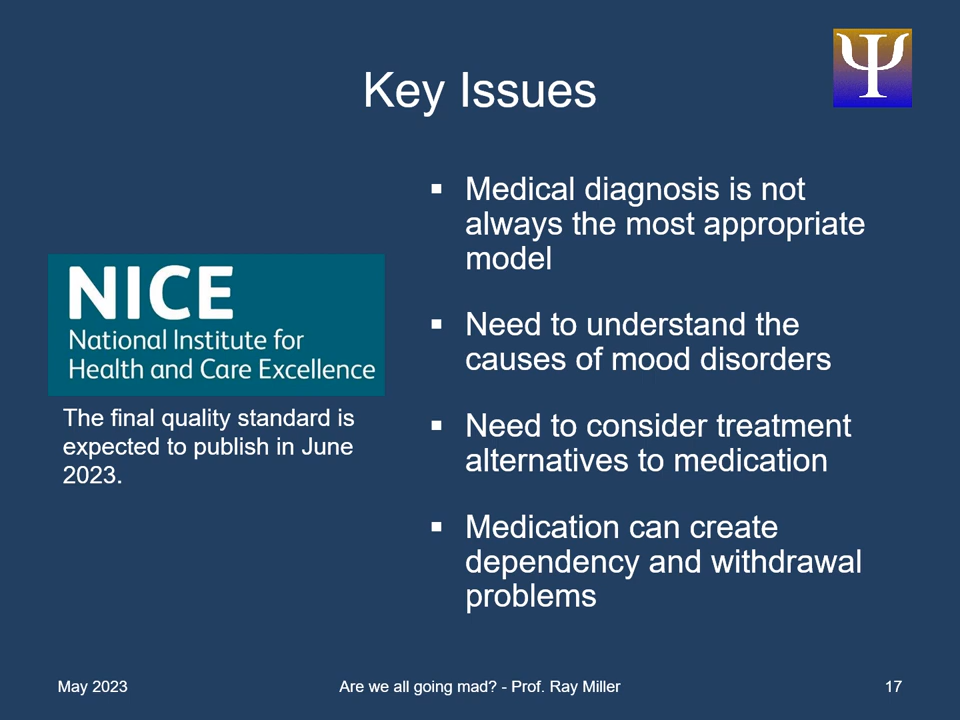 Key Issues
Ψ
NICE
National Institute for
Health and Care Excellence
The final quality standard is
expected to publish in June
2023.
▪ Medical diagnosis is not
always the most appropriate
model
▪ Need to understand the
causes of mood disorders
▪ Need to consider treatment
alternatives to medication
▪ Medication can create
dependency and withdrawal
problems
May 2023
Are we all going mad? - Prof. Ray Miller
17